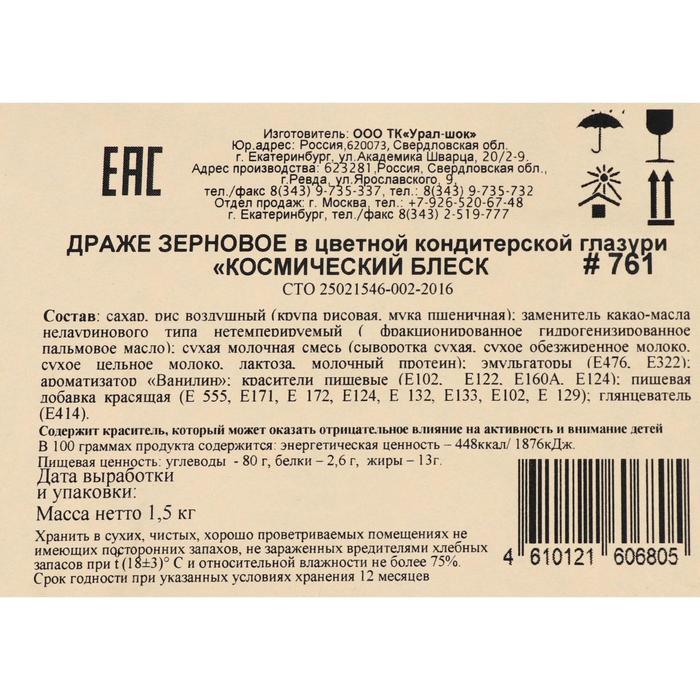 ЕАС
Изготовитель: ООО ТК«Урал-шок»
Юр.адрес: Россия,620073, Свердловская обл.
г. Екатеринбург, ул.Академика Шварца, 20/2-9.
Адрес производства: 623281,Россия, Свердловская обл.,
г.Ревда, ул.Ярославского, 9,
тел./факс 8(343) 9-735-337, тел.: 8(343) 9-735-732
Отдел продаж: г. Москва, тел.: +7-926-520-67-48
г. Екатеринбург, тел./факс 8(343) 2-519-777
ДРАЖЕ ЗЕРНОВОЕ в цветной кондитерской глазури
«КОСМИЧЕСКИЙ БЛЕСК # 761
СТО 25021546-002-2016
Состав: сахар, рис воздушный (крупа рисовая, мука пшеничная); заменитель какао-масла
нелауринового типа нетемперируемый ( фракционированное гидрогенизированное
пальмовое масло); сухая молочная смесь (сыворотка сухая, сухое обезжиренное молоко,
сухое цельное молоко, лактоза, молочный протеин); эмульгаторы (Е476, Е322);
ароматизатор «Ванилин»; красители пищевые (Е102, Е122, Е160А, Е124); пищевая
добавка красящая (Е 555, Е171, Е 172, Е124, Е 132, Е133, Е102, Е 129); глянцеватель
(Е414).
Содержит краситель, который может оказать отрицательное влияние на активность и внимание детей
В 100 граммах продукта содержится: энергетическая ценность – 448ккал/ 1876кДж.
Пищевая ценность: углеводы - 80 г, белки – 2,6 г, жиры – 13г.
Дата выработки
и упаковки:
Масса нетто 1,5 кг
Хранить в сухих, чистых, хорошо проветриваемых помещениях не
имеющих посторонних запахов, не зараженных вредителями хлебных
запасов при t (18±3)° С и относительной влажности не более 75%.
Срок годности при указанных условиях хранения 12 месяцев
4 610121 606805